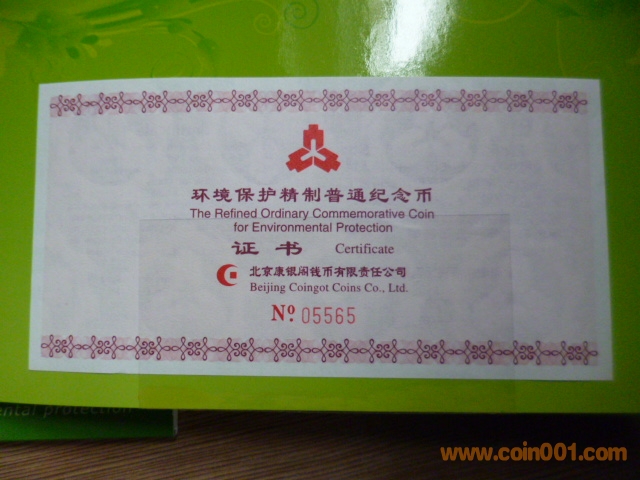 环境保护精制普通纪念币
The Refined Ordinary Commemorative Coin
for Environmental Protection
证书 Certificate
北京康银阁钱币有限责任公司
Beijing Coingot Coins Co., Ltd.
Nº 05565
ental protection
www.coin001.com